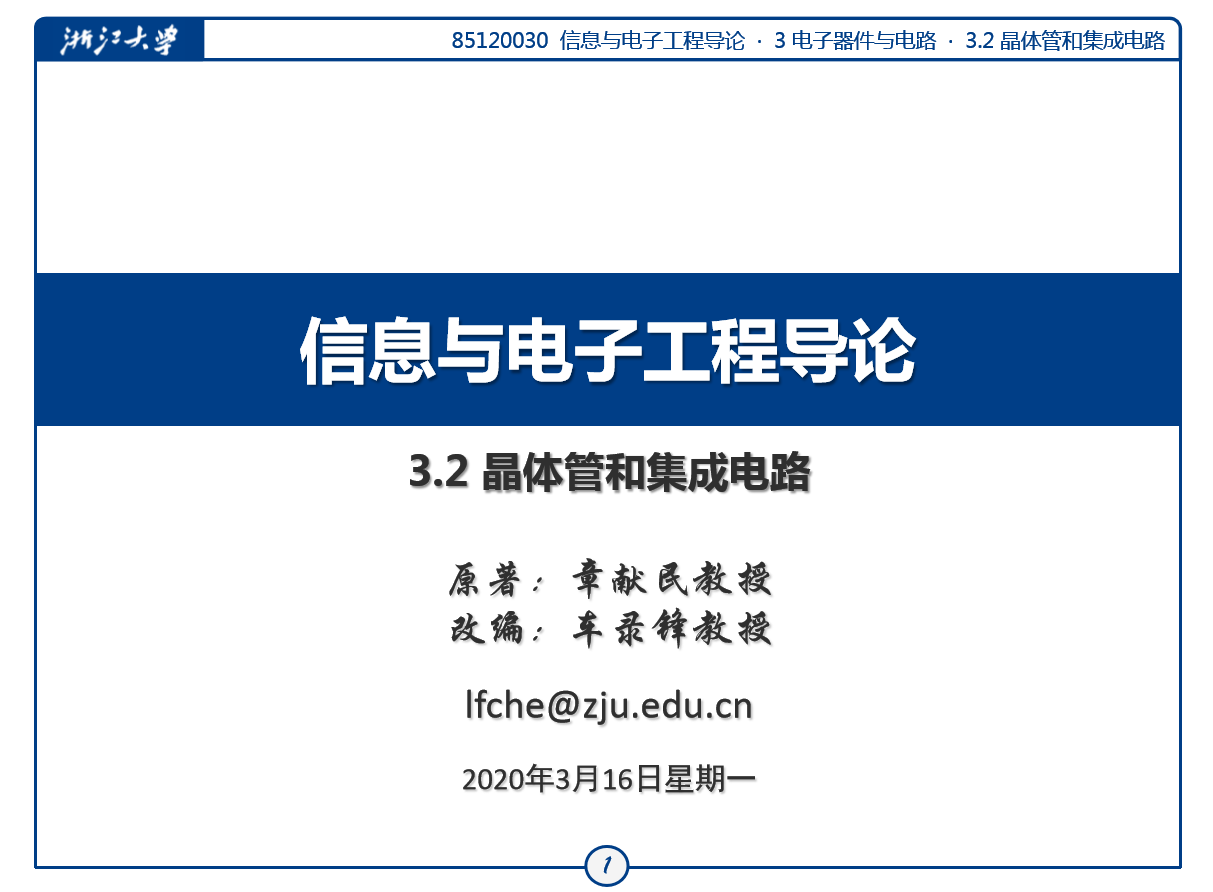 浙江大学
85120030 信息与电子工程导论 · 3 电子器件与电路 · 3.2 晶体管和集成电路
信息与电子工程导论
3.2 晶体管和集成电路
原著：章献民教授
改编：车录锋教授
lfche@zju.edu.cn
2020年3月16日星期一
1